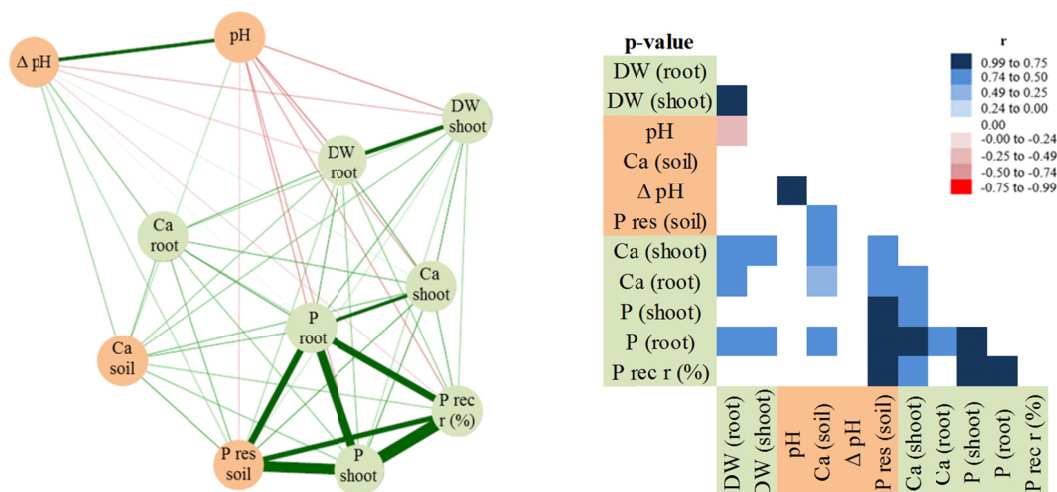 Δ pH
pH
DW
shoot
DW
root
Ca
root
Ca
shoot
P
root
Ca
soil
P rec
r (%)
P res
soil
P
shoot
p-value
DW (root)
DW (shoot)
pH
Ca (soil)
Δ pH
P res (soil)
Ca (shoot)
Ca (root)
P (shoot)
P (root)
P rec r (%)
DW (root)
DW (shoot)
pH
Ca (soil)
Δ pH
P res (soil)
Ca (shoot)
Ca (root)
P (shoot)
P (root)
P rec r (%)
r
0.99 to 0.75
0.74 to 0.50
0.49 to 0.25
0.24 to 0.00
0.00
-0.00 to -0.24
-0.25 to -0.49
-0.50 to -0.74
-0.75 to -0.99